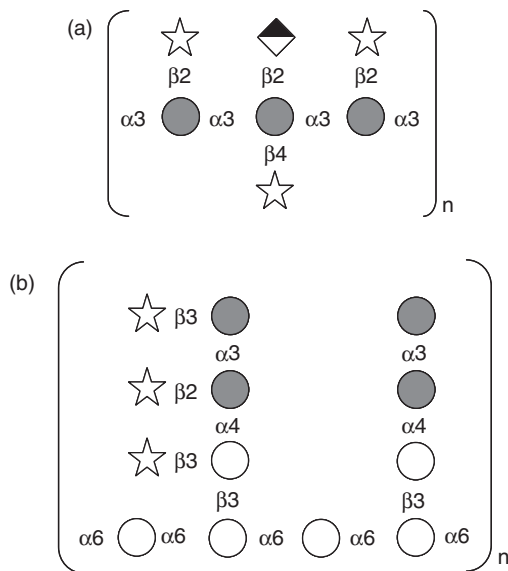 (a)
β2 β2 β2
α3 α3 α3 α3
β4
n
(b)
β3
α3 α3
β2
α4 α4
β3
β3 β3
α6 α6 α6 α6 α6
n